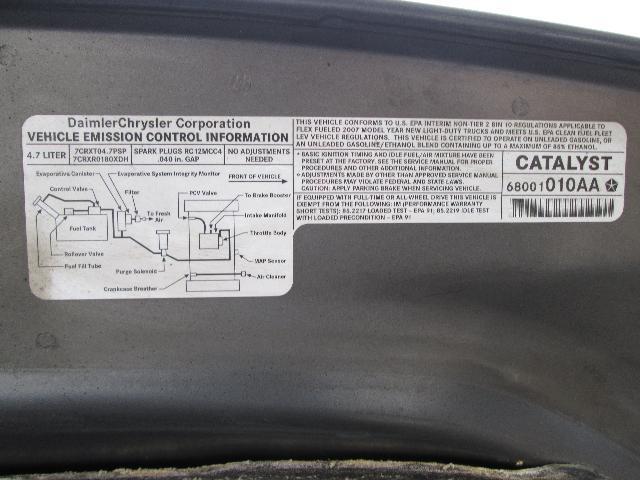 DaimlerChrysler Corporation
VEHICLE EMISSION CONTROL INFORMATION
4.7 LITER
7CRXT04.7PSP
7CRXR0180XDH
SPARK PLUGS RC12MCC4
.040 in. GAP
NO ADJUSTMENTS
NEEDED
Evaporative Canister
Evaporative System Integrity Monitor
Control Valve
Filter
To Fresh
Air
Fuel Tank
Rollover Valve
Fuel Fill Tube
Purge Solenoid
Crankcase Breather
FRONT OF VEHICLE
PCV Valve
To Brake Booster
Intake Manifold
Throttle Body
MAP Sensor
Air Cleaner
THIS VEHICLE CONFORMS TO U.S. EPA INTERIM NON-TIER 2 BIN 10 REGULATIONS APPLICABLE TO
FLEX FUELED 2007 MODEL YEAR NEW LIGHT-DUTY TRUCKS AND MEETS U.S. EPA CLEAN FUEL FLEET
LEV VEHICLE REGULATIONS. THIS VEHICLE IS CERTIFIED TO OPERATE ON UNLEADED GASOLINE, OR
AN UNLEADED GASOLINE/ETHANOL BLEND CONTAINING UP TO A MAXIMUM OF 85% ETHANOL.
• BASIC IGNITION TIMING AND IDLE FUEL/AIR MIXTURE HAVE BEEN
PRESET AT THE FACTORY. SEE THE SERVICE MANUAL FOR PROPER
PROCEDURES AND OTHER ADDITIONAL INFORMATION.
• ADJUSTMENTS MADE BY OTHER THAN APPROVED SERVICE MANUAL
PROCEDURES MAY VIOLATE FEDERAL AND STATE LAWS.
CAUTION: APPLY PARKING BRAKE WHEN SERVICING VEHICLE.
IF EQUIPPED WITH FULL-TIME OR ALL-WHEEL DRIVE THIS VEHICLE IS
EXEMPT FROM THE FOLLOWING: IM PERFORMANCE WARRANTY
SHORT TEST(S): 85.2217 LOADED TEST - EPA 91; 85.2219 IDLE TEST
WITH LOADED PRECONDITION - EPA 91
CATALYST
68001010AA